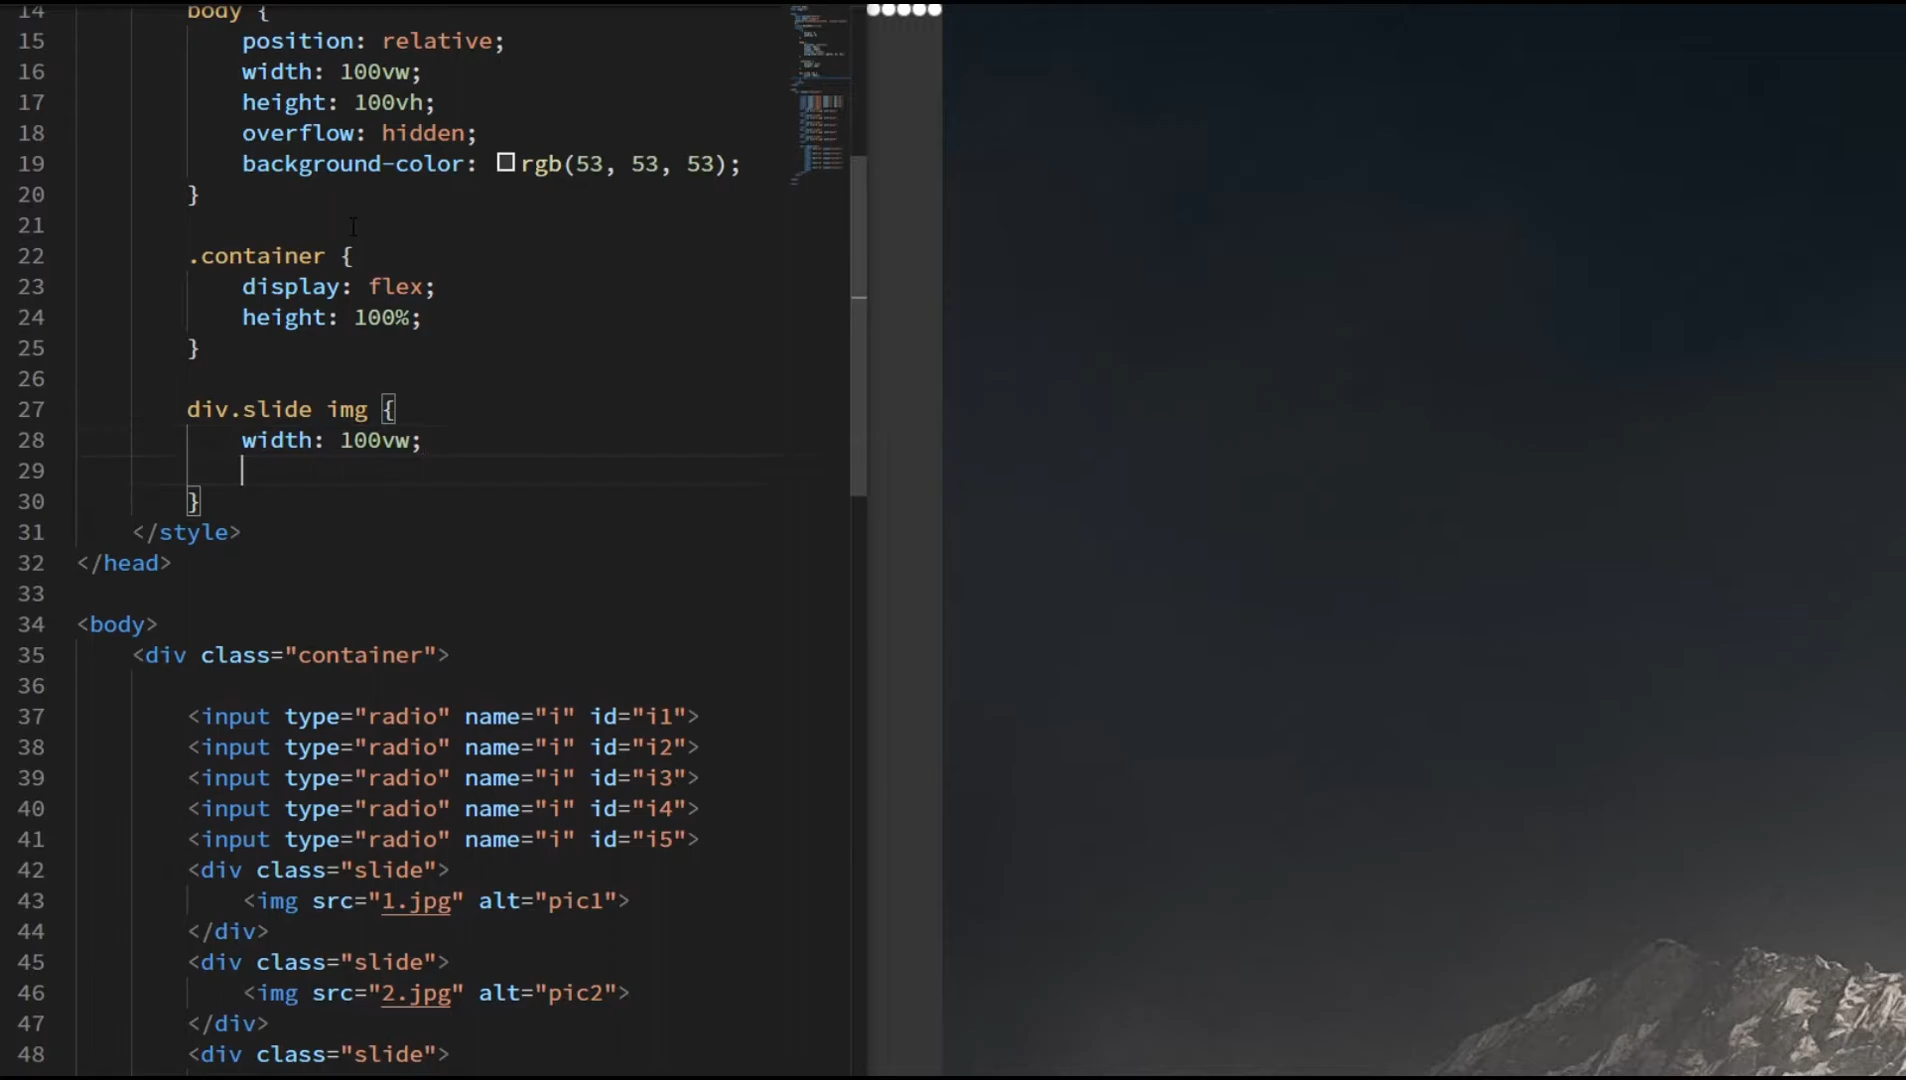 14 body {
15 position: relative;
16 width: 100vw;
17 height: 100vh;
18 overflow: hidden;
19 background-color: rgb(53, 53, 53);
20 }
21
22 .container {
23 display: flex;
24 height: 100%;
25 }
26
27 div.slide img {
28 width: 100vw;
29
30 }
31 </style>
32 </head>
33
34 <body>
35 <div class="container">
36
37 <input type="radio" name="i" id="i1">
38 <input type="radio" name="i" id="i2">
39 <input type="radio" name="i" id="i3">
40 <input type="radio" name="i" id="i4">
41 <input type="radio" name="i" id="i5">
42 <div class="slide">
43 <img src="1.jpg" alt="pic1">
44 </div>
45 <div class="slide">
46 <img src="2.jpg" alt="pic2">
47 </div>
48 <div class="slide">